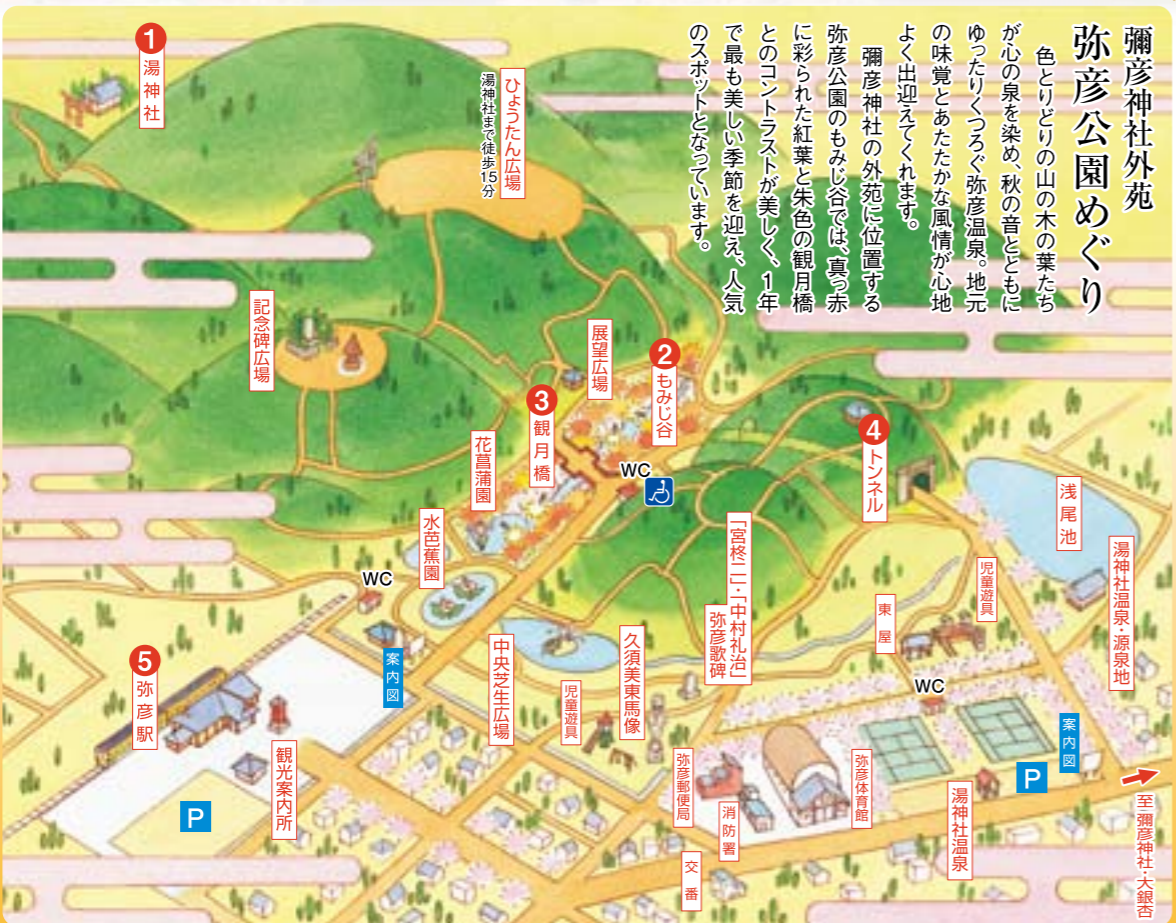 彌彦神社外苑
弥彦公園めぐり
色とりどりの山の木の葉たち
が心の泉を染め、秋の音とともに
ゆったりくつろぐ弥彦温泉。地元
の味覚とあたたかな風情が心地
よく出迎えてくれます。
彌彦神社の外苑に位置する
弥彦公園のもみじ谷では、真っ赤
に彩られた紅葉と朱色の観月橋
とのコントラストが美しく、1年
で最も美しい季節を迎え、人気
のスポットとなっています。
1 湯神社
ひょうたん広場
湯神社まで徒歩15分
記念碑広場
展望広場
2 もみじ谷
3 観月橋
花菖蒲園
水芭蕉園
WC
WC
4 トンネル
浅尾池
湯神社温泉・源泉地
児童遊具
東屋
「宮柊二」・「中村礼治」
弥彦歌碑
久須美東馬像
児童遊具
中央芝生広場
案内図
5 弥彦駅
観光案内所
P
弥彦郵便局
消防署
交番
弥彦体育館
WC
湯神社温泉
P
案内図
至 彌彦神社・大銀杏